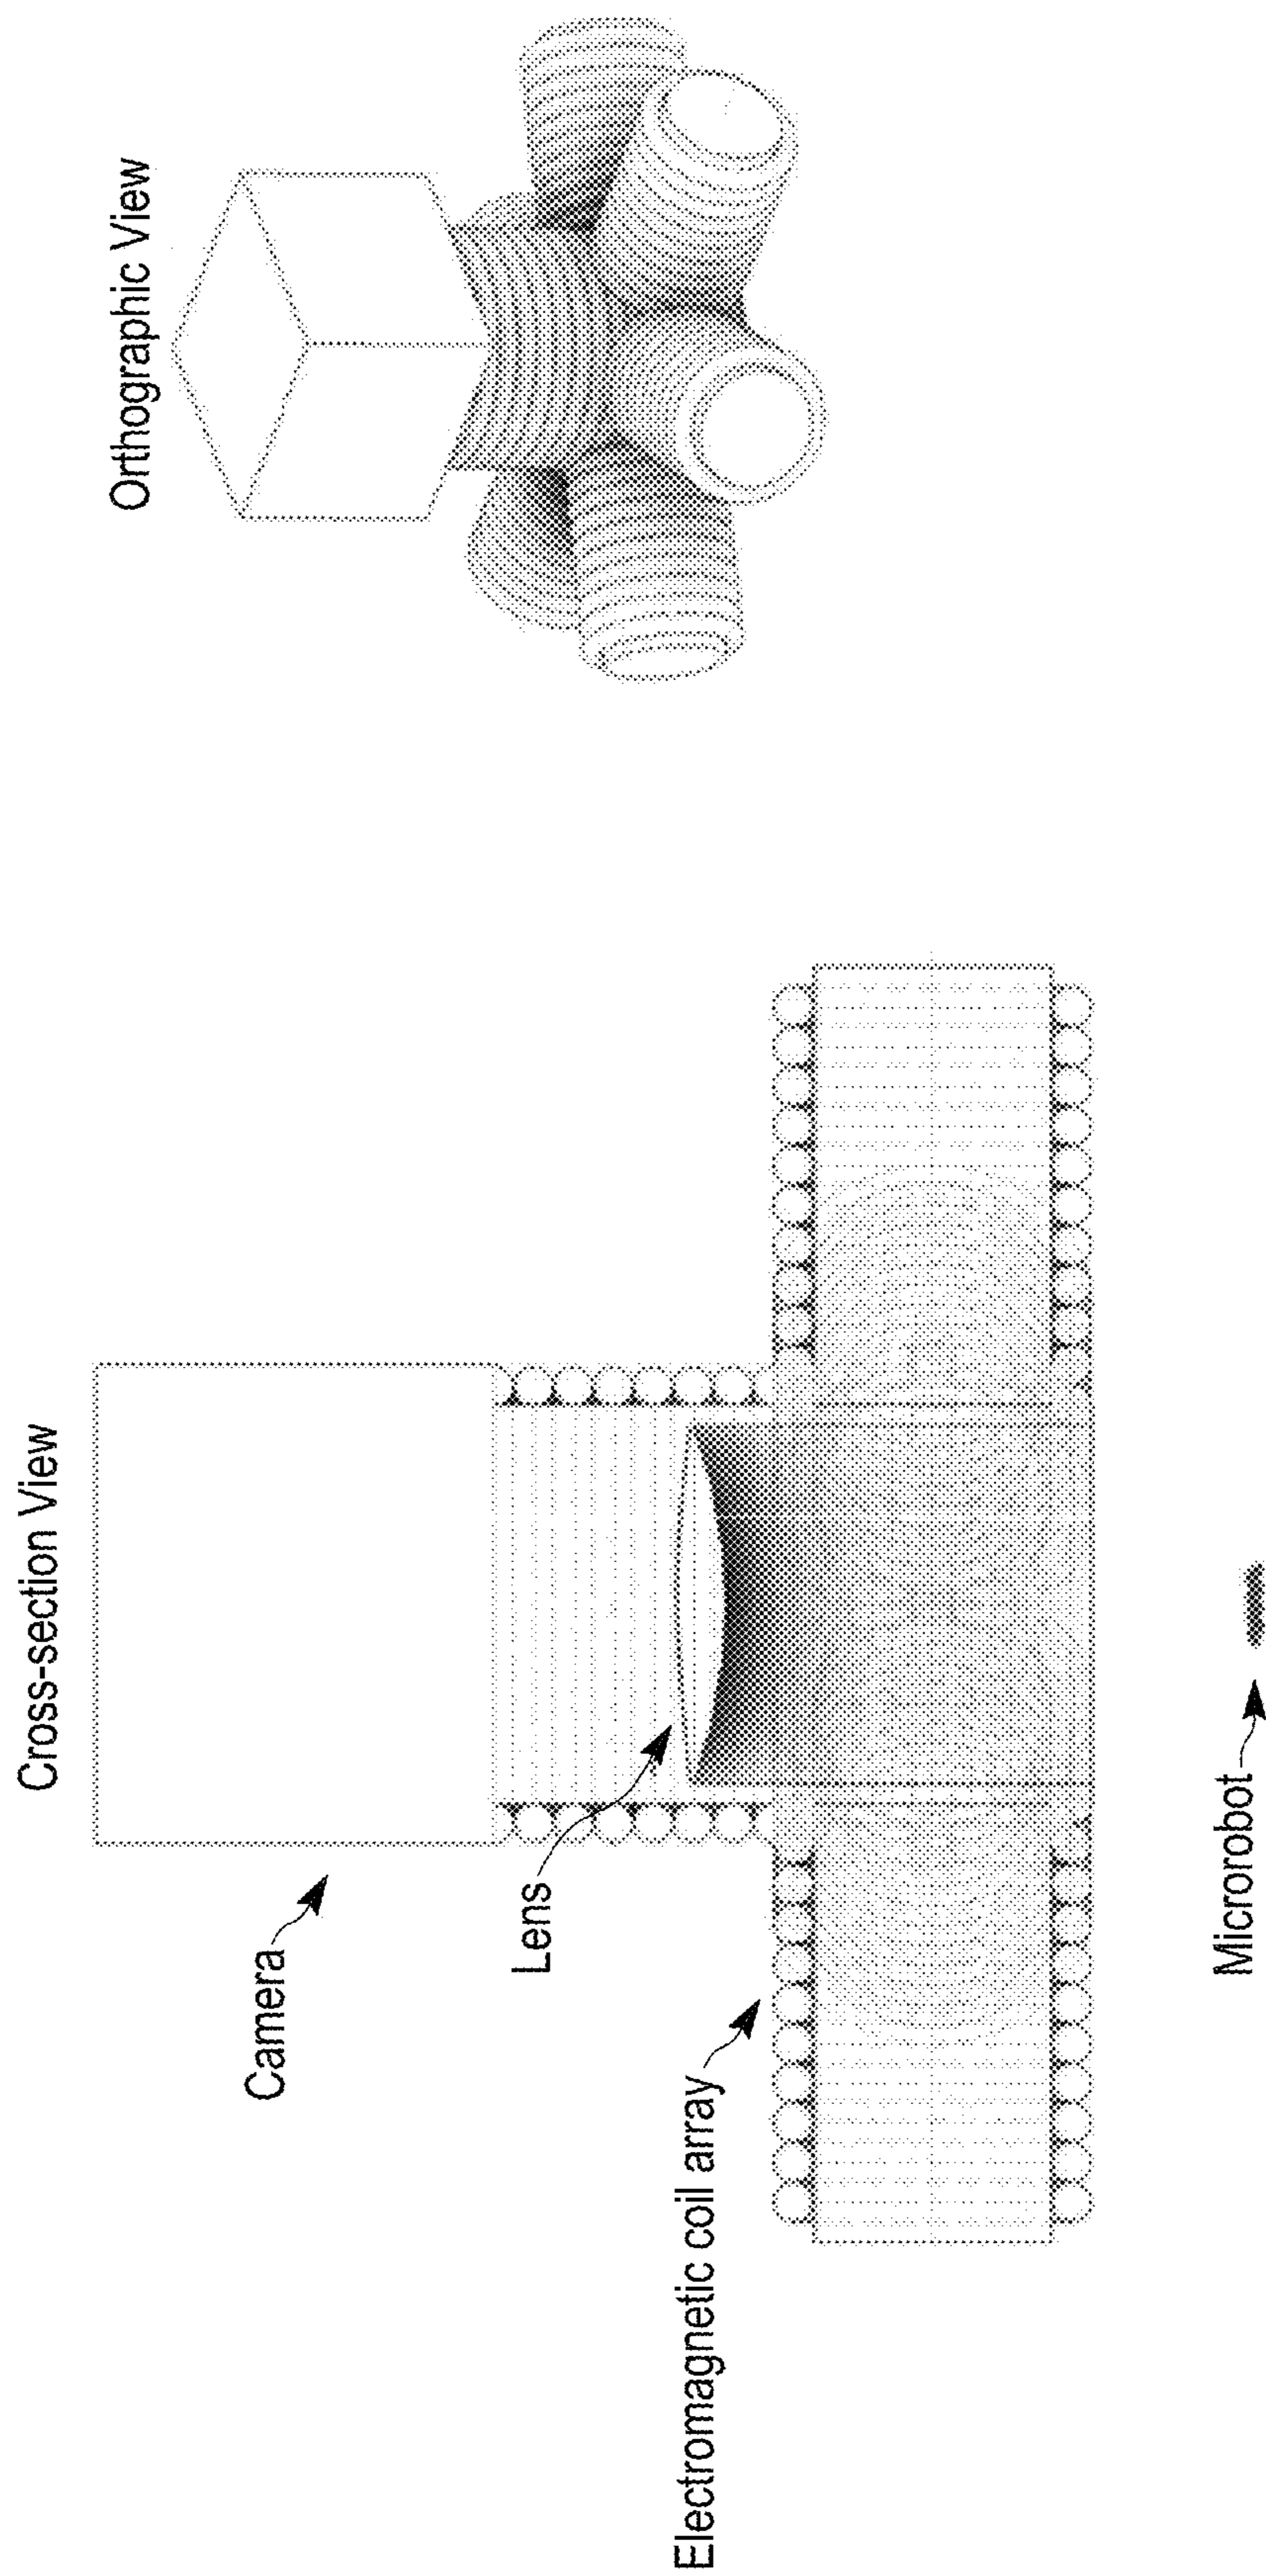 Cross-section View
Orthographic View
Camera
Lens
Electromagnetic coil array
Microrobot